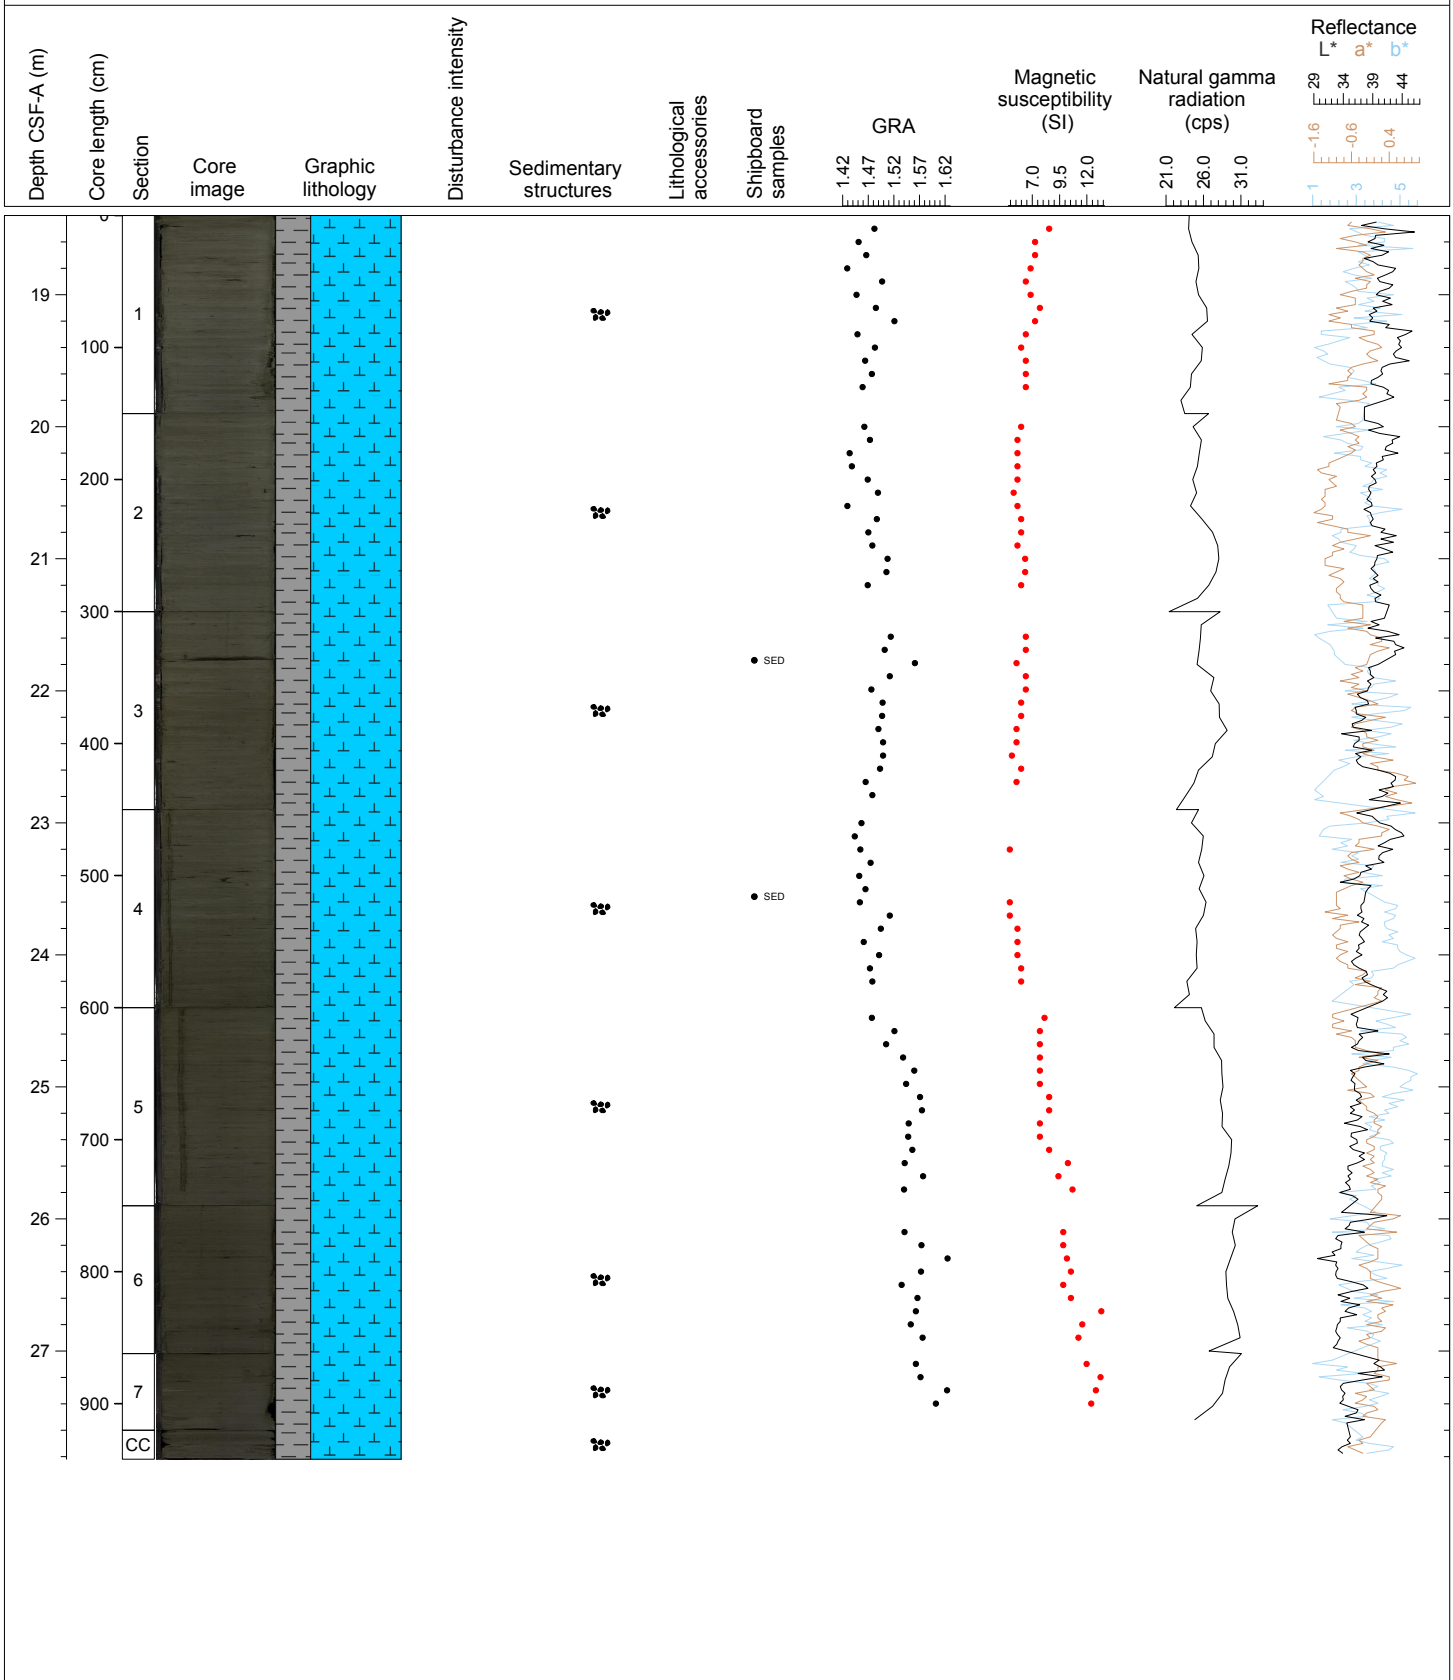 Depth CSF-A (m)
Core length (cm)
Section
Core
image
Graphic
lithology
Disturbance intensity
Sedimentary
structures
Lithological
accessories
Shipboard
samples
GRA
1.42 1.47 1.52 1.57 1.62
Magnetic
susceptibility
(SI)
7.0 9.5 12.0
Natural gamma
radiation
(cps)
21.0 26.0 31.0
Reflectance
L* a* b*
29 34 39 44
-1.6 -0.6 0.4
1 3 5
0
19
1
100
20
200
2
21
300
SED
22
3
400
23
500
SED
4
24
600
25
5
700
26
6
800
27
7
900
CC